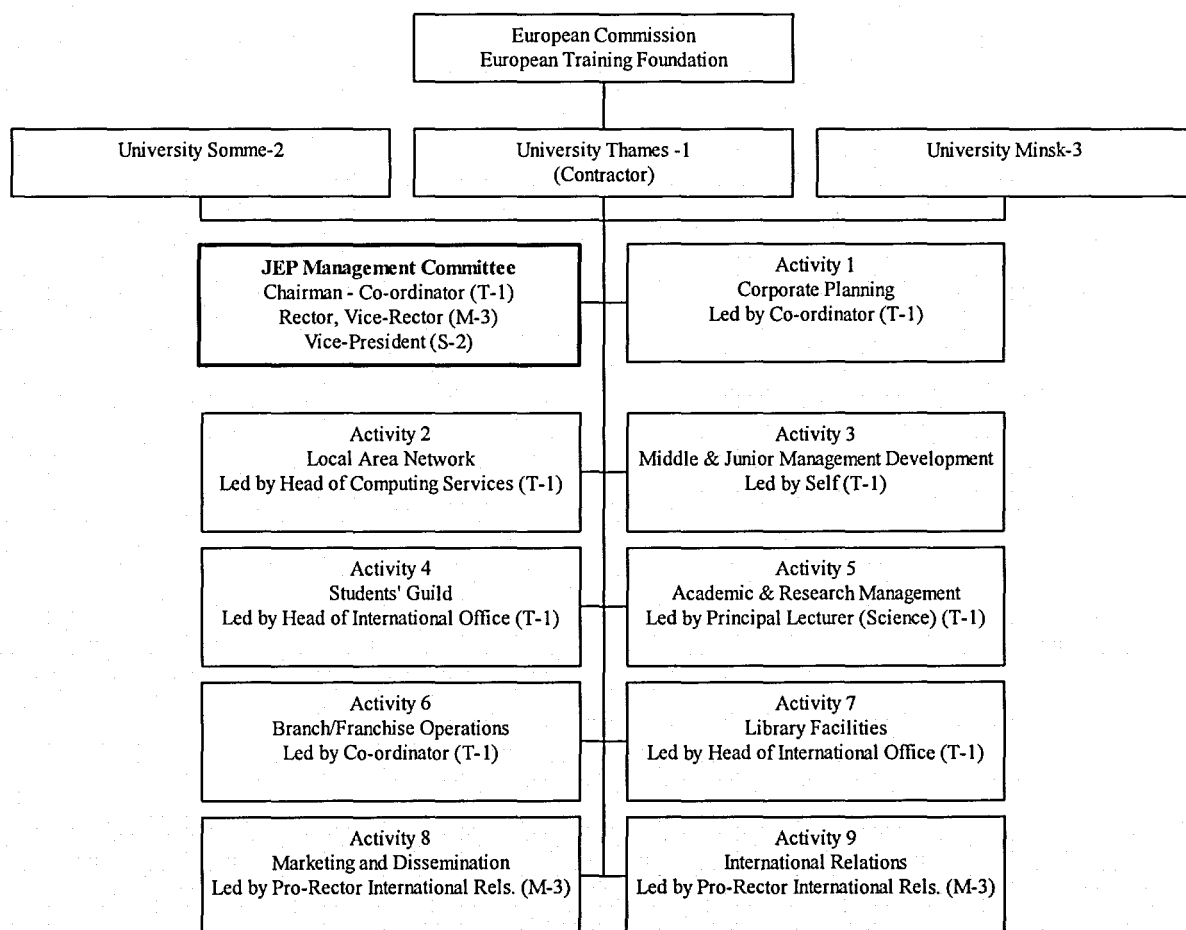 European Commission
European Training Foundation
University Somme-2
University Thames -1
(Contractor)
University Minsk-3
JEP Management Committee
Chairman - Co-ordinator (T-1)
Rector, Vice-Rector (M-3)
Vice-President (S-2)
Activity 1
Corporate Planning
Led by Co-ordinator (T-1)
Activity 2
Local Area Network
Led by Head of Computing Services (T-1)
Activity 3
Middle & Junior Management Development
Led by Self (T-1)
Activity 4
Students' Guild
Led by Head of International Office (T-1)
Activity 5
Academic & Research Management
Led by Principal Lecturer (Science) (T-1)
Activity 6
Branch/Franchise Operations
Led by Co-ordinator (T-1)
Activity 7
Library Facilities
Led by Head of International Office (T-1)
Activity 8
Marketing and Dissemination
Led by Pro-Rector International Rels. (M-3)
Activity 9
International Relations
Led by Pro-Rector International Rels. (M-3)